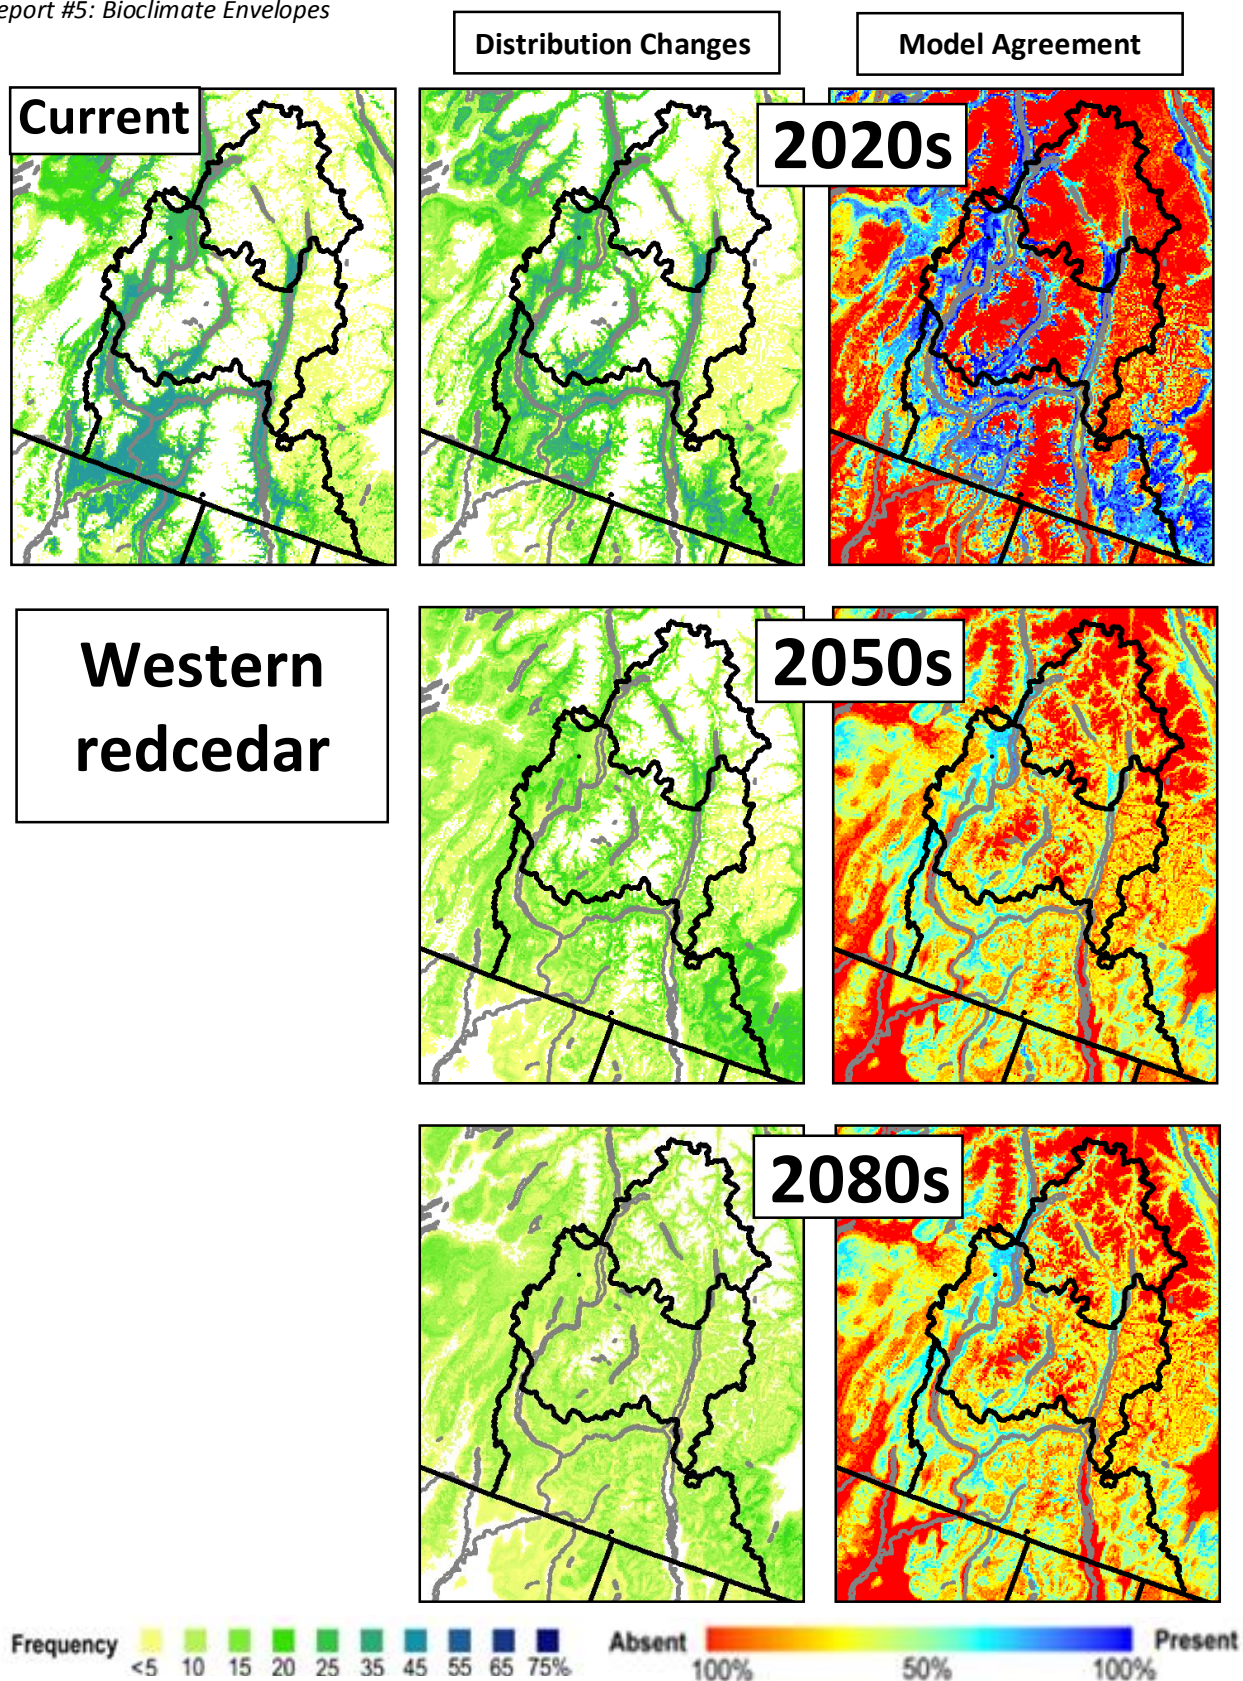 eport #5: Bioclimate Envelopes
Distribution Changes
Model Agreement
Current
2020s
Western
redcedar
2050s
2080s
Frequency
<5 10 15 20 25 35 45 55 65 75%
Absent
Present
100% 50% 100%